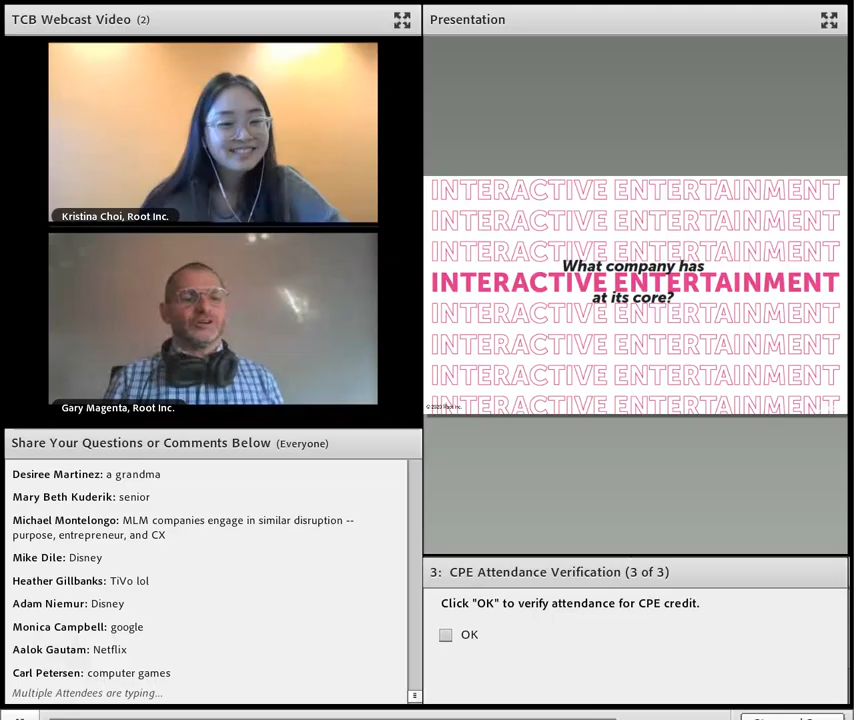 TCB Webcast Video (2)
Kristina Choi, Root Inc.
Gary Magenta, Root Inc.
Share Your Questions or Comments Below (Everyone)
Desiree Martinez: a grandma
Mary Beth Kuderik: senior
Michael Montelongo: MLM companies engage in similar disruption --
purpose, entrepreneur, and CX
Mike Dile: Disney
Heather Gillbanks: TiVo lol
Adam Niemur: Disney
Monica Campbell: google
Aalok Gautam: Netflix
Carl Petersen: computer games
Multiple Attendees are typing...
Presentation
INTERACTIVE ENTERTAINMENT
INTERACTIVE ENTERTAINMENT
INTERACTIVE ENTERTAINMENT
What company has
INTERACTIVE ENTERTAINMENT
at its core?
INTERACTIVE ENTERTAINMENT
INTERACTIVE ENTERTAINMENT
INTERACTIVE ENTERTAINMENT
INTERACTIVE ENTERTAINMENT
© 2020 Root Inc.
3: CPE Attendance Verification (3 of 3)
Click "OK" to verify attendance for CPE credit.
OK